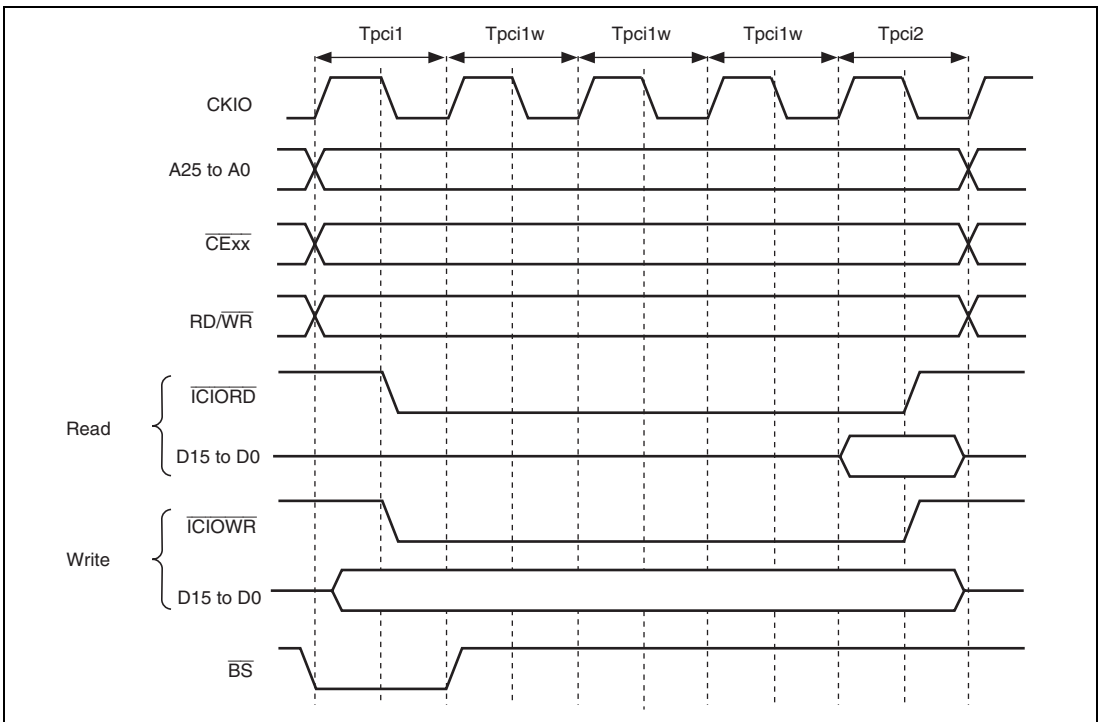 Tpci1 Tpci1w Tpci1w Tpci1w Tpci2
CKIO
A25 to A0
CExx
RD/WR
ICIORD
Read
D15 to D0
ICIOWR
Write
D15 to D0
BS